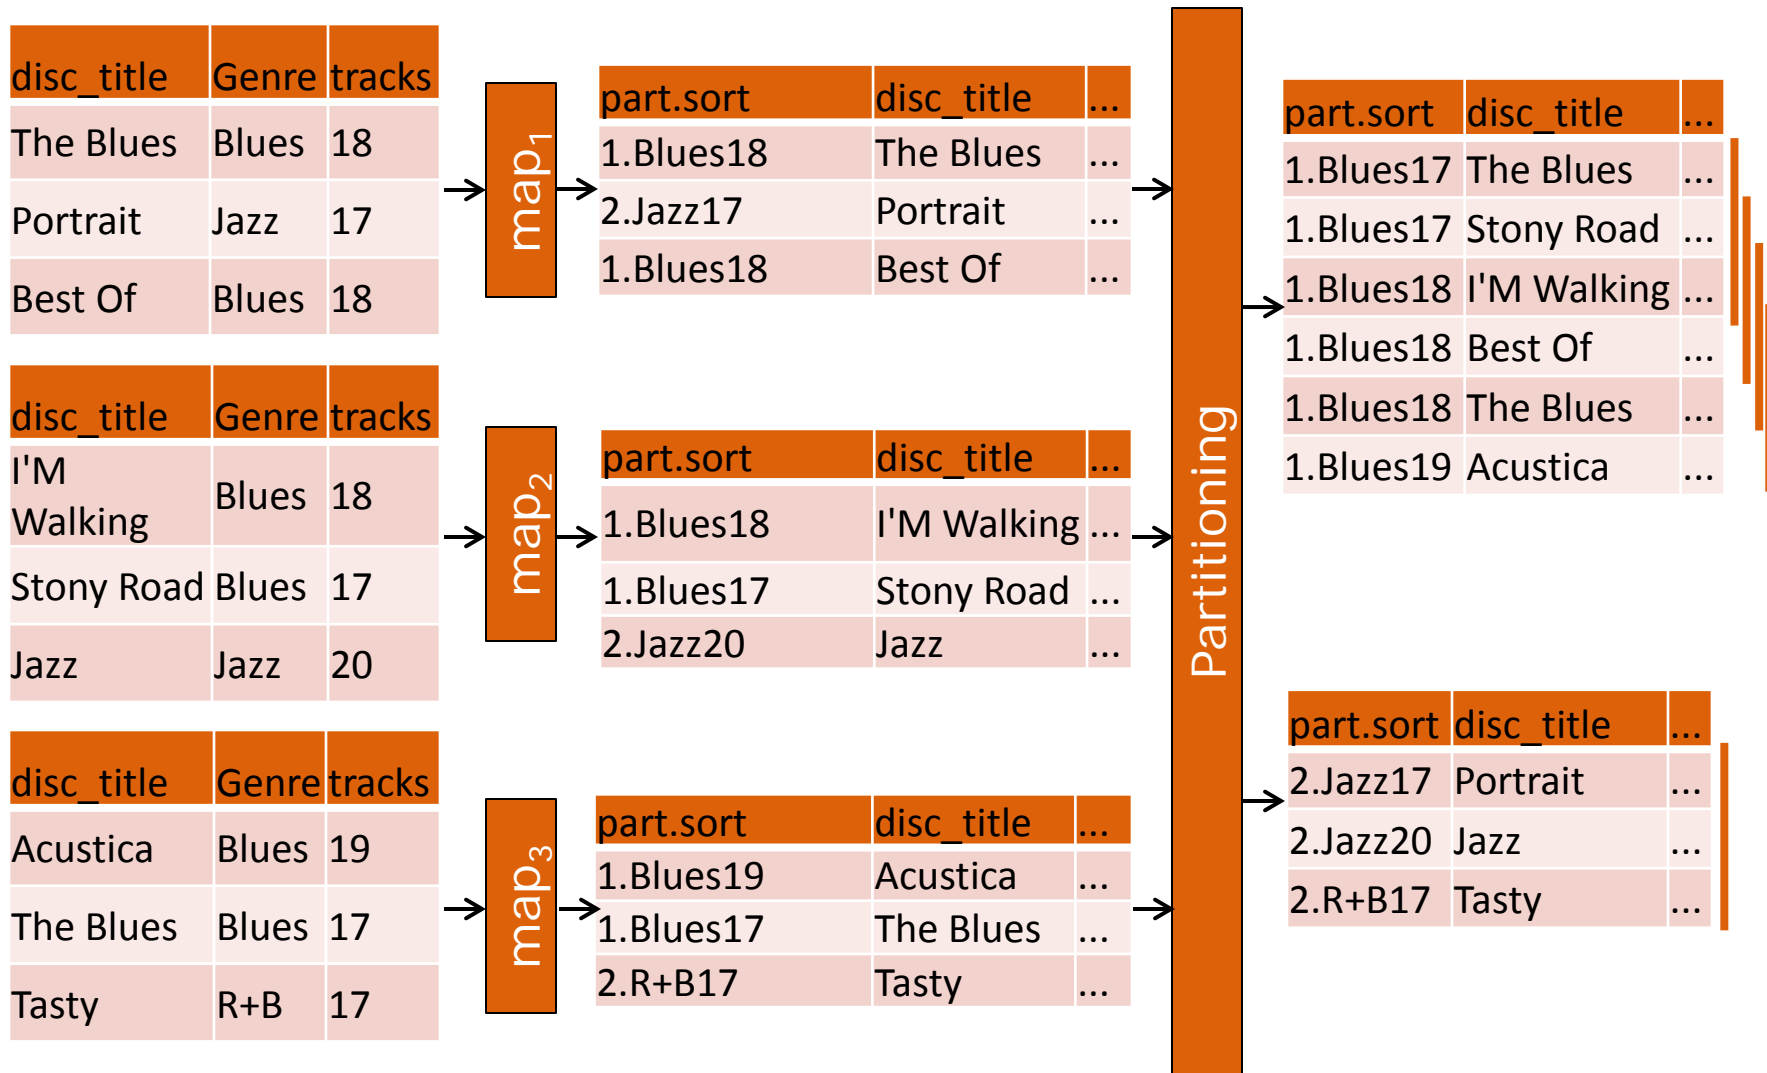 disc_title Genre tracks
The Blues Blues 18
Portrait Jazz 17
Best Of Blues 18
map1
part.sort disc_title ...
1.Blues18 The Blues ...
2.Jazz17 Portrait ...
1.Blues18 Best Of ...
disc_title Genre tracks
I'M
Walking Blues 18
Stony Road Blues 17
Jazz Jazz 20
map2
part.sort disc_title ...
1.Blues18 I'M Walking ...
1.Blues17 Stony Road ...
2.Jazz20 Jazz ...
disc_title Genre tracks
Acustica Blues 19
The Blues Blues 17
Tasty R+B 17
map3
part.sort disc_title ...
1.Blues19 Acustica ...
1.Blues17 The Blues ...
2.R+B17 Tasty ...
Partitioning
part.sort disc_title ...
1.Blues17 The Blues ...
1.Blues17 Stony Road ...
1.Blues18 I'M Walking ...
1.Blues18 Best Of ...
1.Blues18 The Blues ...
1.Blues19 Acustica ...
part.sort disc_title ...
2.Jazz17 Portrait ...
2.Jazz20 Jazz ...
2.R+B17 Tasty ...